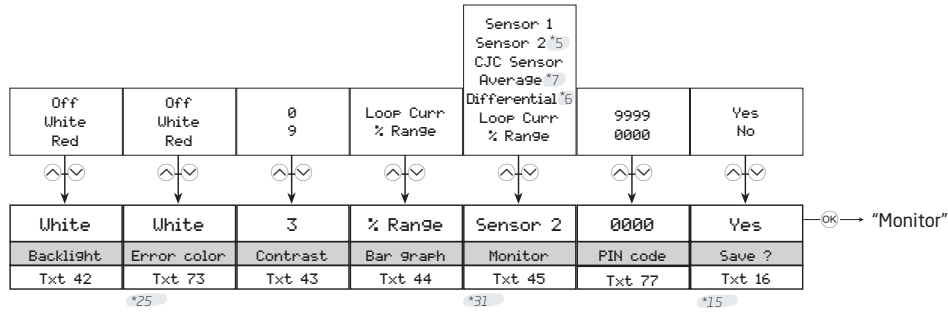 Sensor 1
Sensor 2 *5
CJC Sensor
Average *7
Differential *6
Loop Curr
% Range
Off
White
Red
Off
White
Red
0
9
Loop Curr
% Range
9999
0000
Yes
No
White
White
3
% Range
Sensor 2
0000
Yes
OK
"Monitor"
Backlight
Error color
Contrast
Bar graph
Monitor
PIN code
Save ?
Txt 42
Txt 73
Txt 43
Txt 44
Txt 45
Txt 77
Txt 16
*25
*31
*15